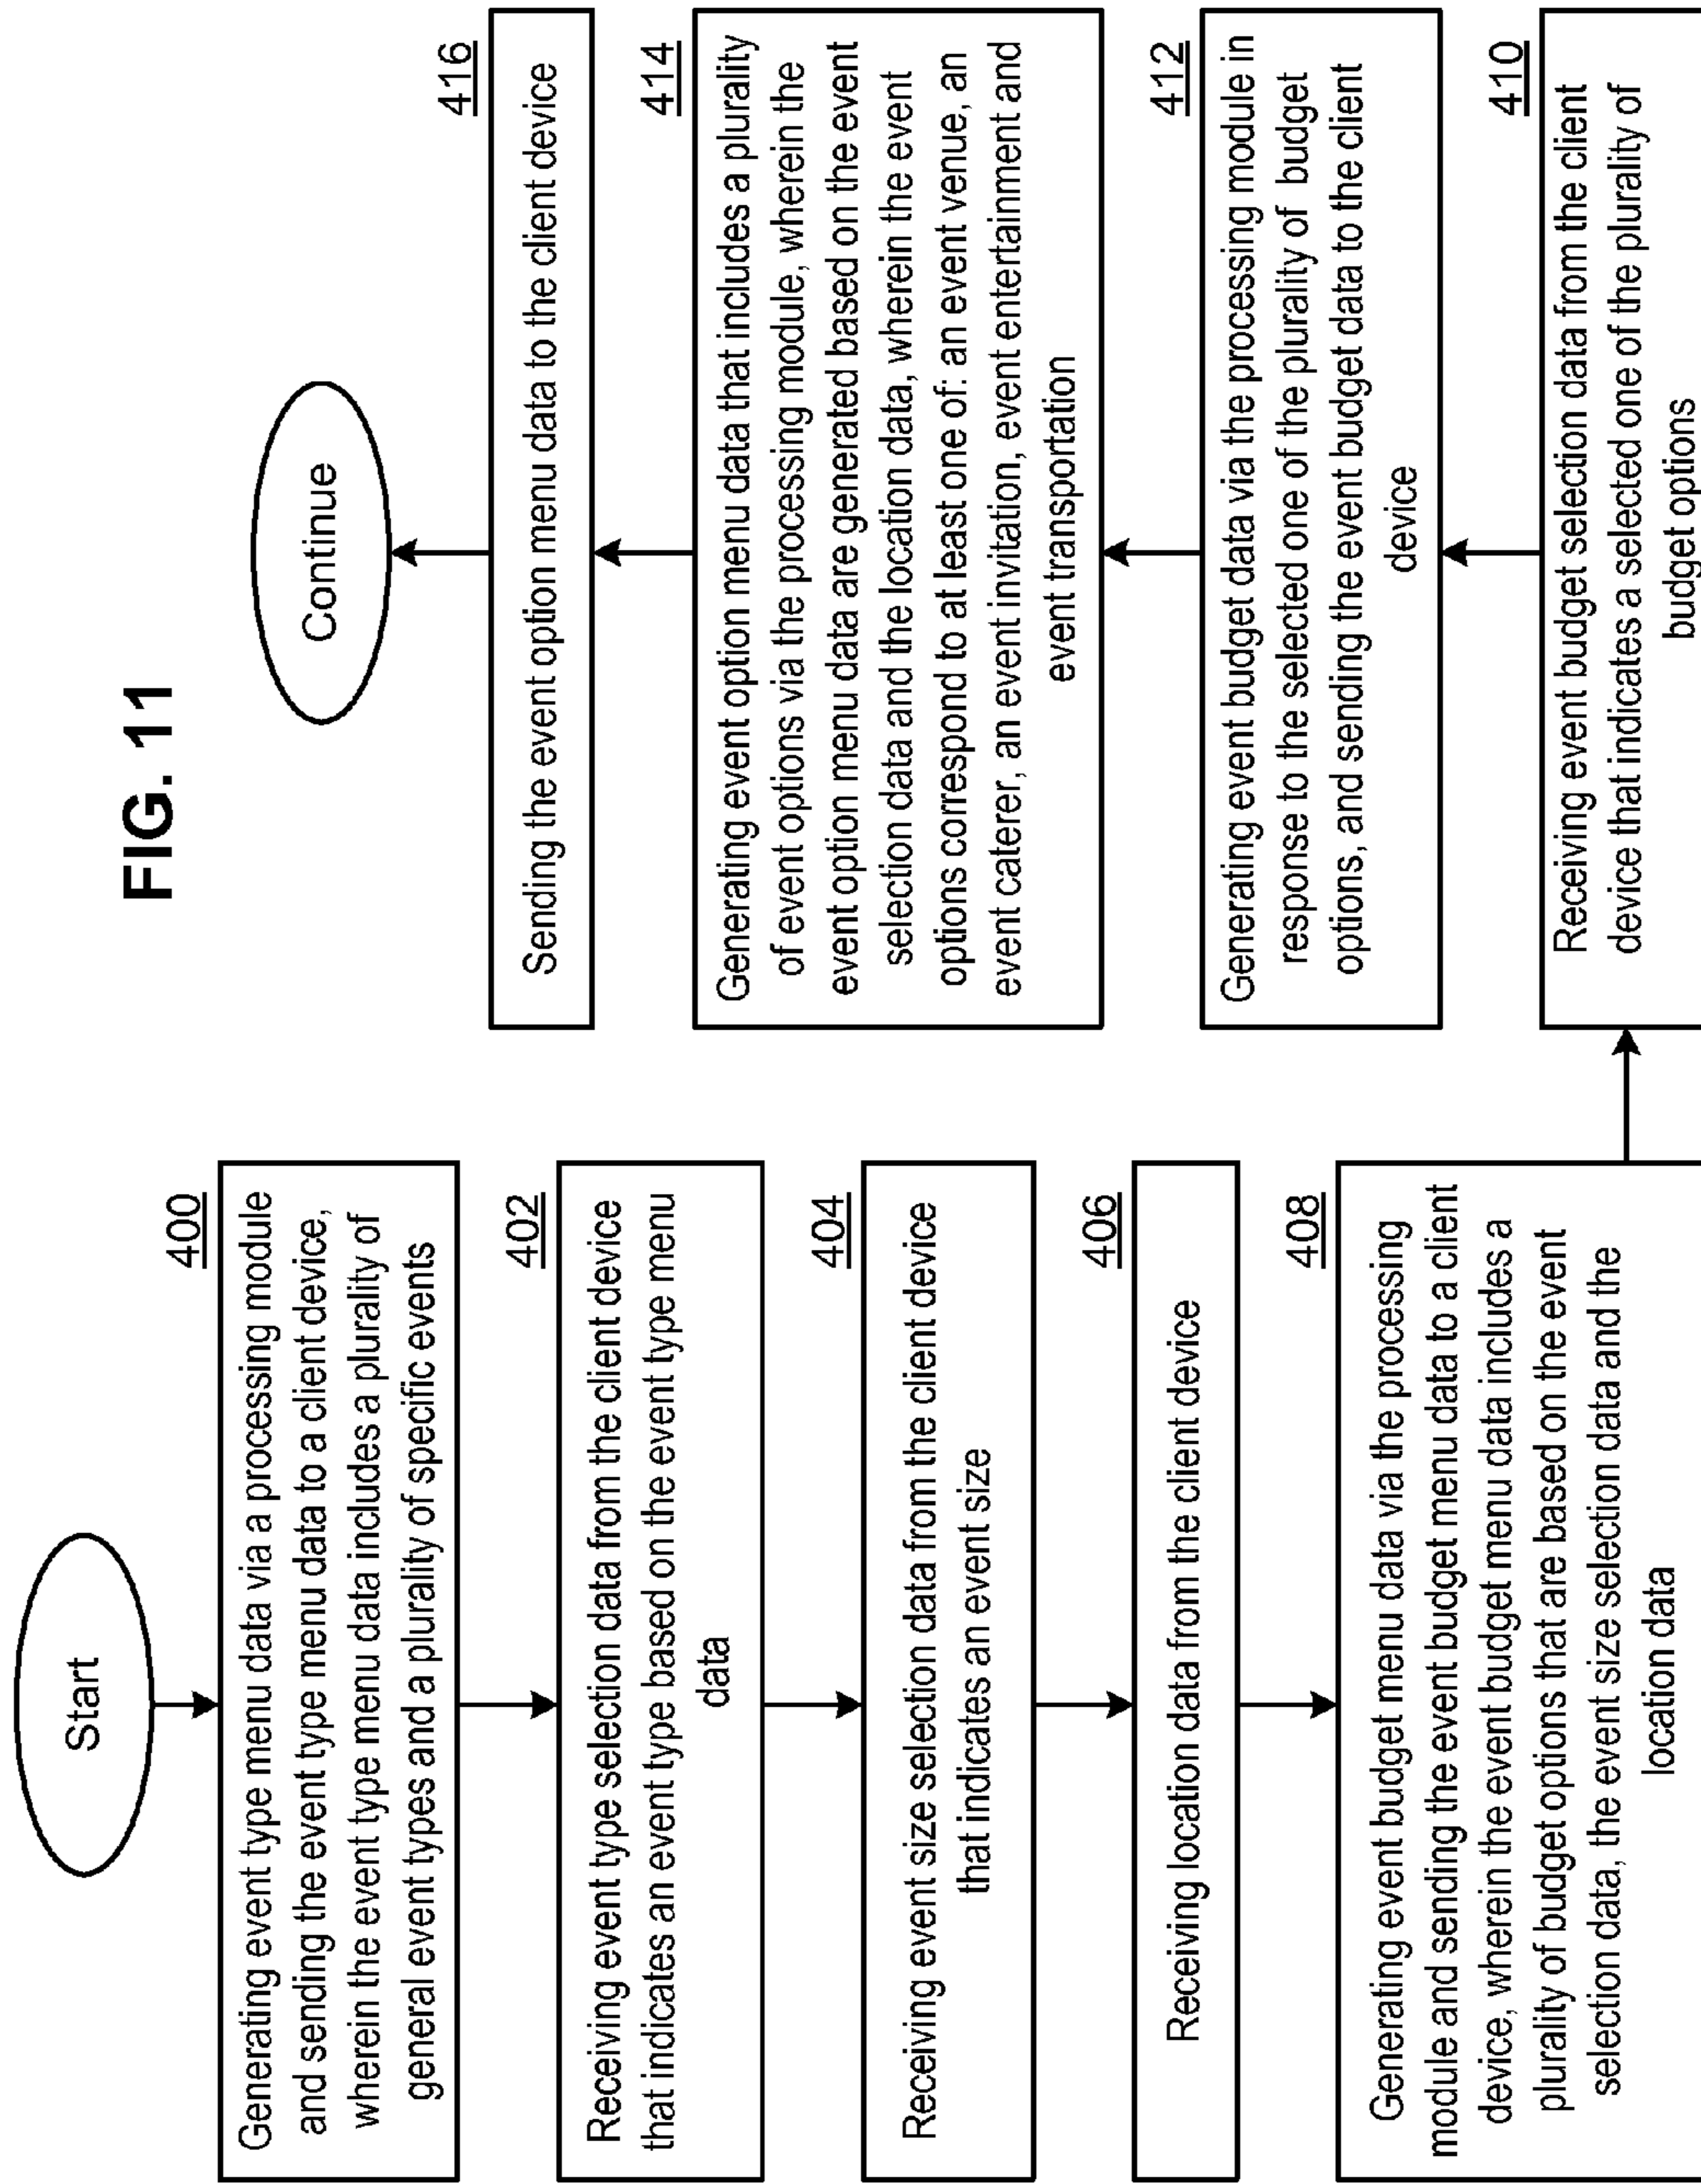 FIG. 11
Start
400
Generating event type menu data via a processing module
and sending the event type menu data to a client device,
wherein the event type menu data includes a plurality of
general event types and a plurality of specific events
402
Receiving event type selection data from the client device
that indicates an event type based on the event type menu
data
404
Receiving event size selection data from the client device
that indicates an event size
406
Receiving location data from the client device
408
Generating event budget menu data via the processing
module and sending the event budget menu data to a client
device, wherein the event budget menu data includes a
plurality of budget options that are based on the event
selection data, the event size selection data and the
location data
410
Receiving event budget selection data from the client
device that indicates a selected one of the plurality of
budget options
412
Generating event budget data via the processing module in
response to the selected one of the plurality of budget
options, and sending the event budget data to the client
device
414
Generating event option menu data that includes a plurality
of event options via the processing module, wherein the
event option menu data are generated based on the event
selection data and the location data, wherein the event
options correspond to at least one of: an event venue, an
event caterer, an event invitation, event entertainment and
event transportation
416
Sending the event option menu data to the client device
Continue